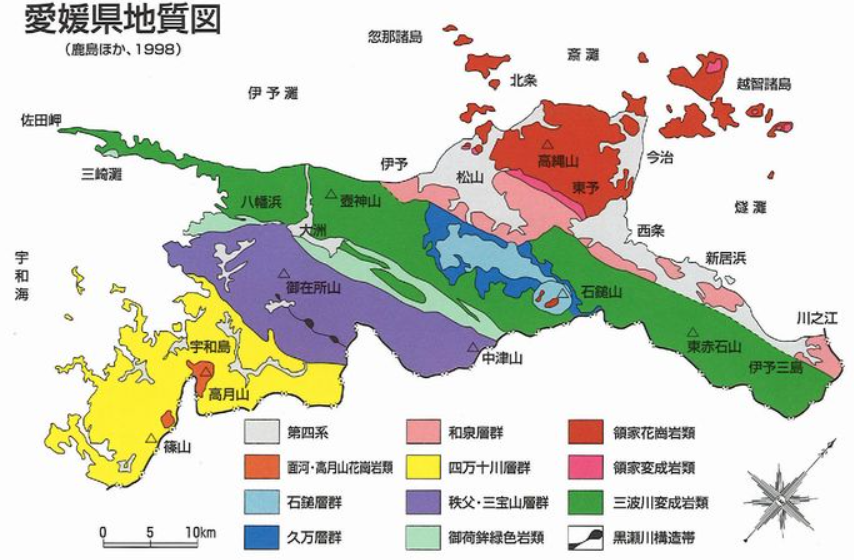 愛媛県地質図
(鹿島ほか、1998)
忽那諸島
斎灘
北条
越智諸島
伊予灘
佐田岬
三崎灘
伊予
松山
高縄山
東予
今治
燧灘
八幡浜
壺神山
大洲
西条
新居浜
宇和海
御在所山
石鎚山
川之江
宇和島
高月山
中津山
東赤石山
伊予三島
篠山
第四系
和泉層群
領家花崗岩類
面河・高月山花崗岩類
四万十川層群
領家変成岩類
石鎚層群
秩父・三宝山層群
三波川変成岩類
久万層群
御荷鉾緑色岩類
黒瀬川構造帯
0 5 10km